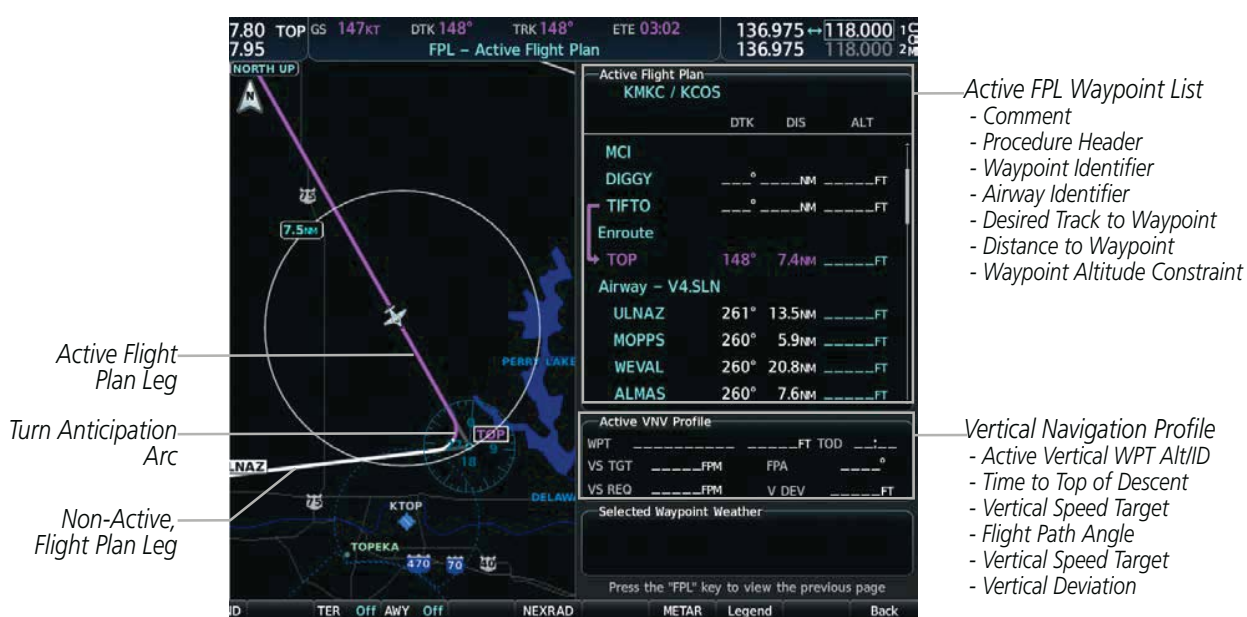 7.80 TOP GS 147KT DTK 148° TRK 148° ETE 03:02 136.975 ↔ 118.000 1
7.95 FPL – Active Flight Plan 136.975 118.000 2
NORTH UP
N
75
7.5NM
PERRY LAKE
TOP
9
18
LNAZ
75
DELAW
KTOP
TOPEKA
470 70 40
Active Flight Plan
KMKC / KCOS
DTK DIS ALT
MCI
DIGGY ___° ____NM _____FT
TIFTO ___° ____NM _____FT
Enroute
TOP 148° 7.4NM _____FT
Airway – V4.SLN
ULNAZ 261° 13.5NM _____FT
MOPPS 260° 5.9NM _____FT
WEVAL 260° 20.8NM _____FT
ALMAS 260° 7.6NM _____FT
Active VNV Profile
WPT ___________ _____FT TOD __:__
VS TGT _____FPM FPA ____°
VS REQ _____FPM V DEV _____FT
Selected Waypoint Weather
Press the "FPL" key to view the previous page
TER Off AWY Off NEXRAD METAR Legend Back
Active Flight
Plan Leg
Turn Anticipation
Arc
Non-Active,
Flight Plan Leg
Active FPL Waypoint List
- Comment
- Procedure Header
- Waypoint Identifier
- Airway Identifier
- Desired Track to Waypoint
- Distance to Waypoint
- Waypoint Altitude Constraint
Vertical Navigation Profile
- Active Vertical WPT Alt/ID
- Time to Top of Descent
- Vertical Speed Target
- Flight Path Angle
- Vertical Speed Target
- Vertical Deviation